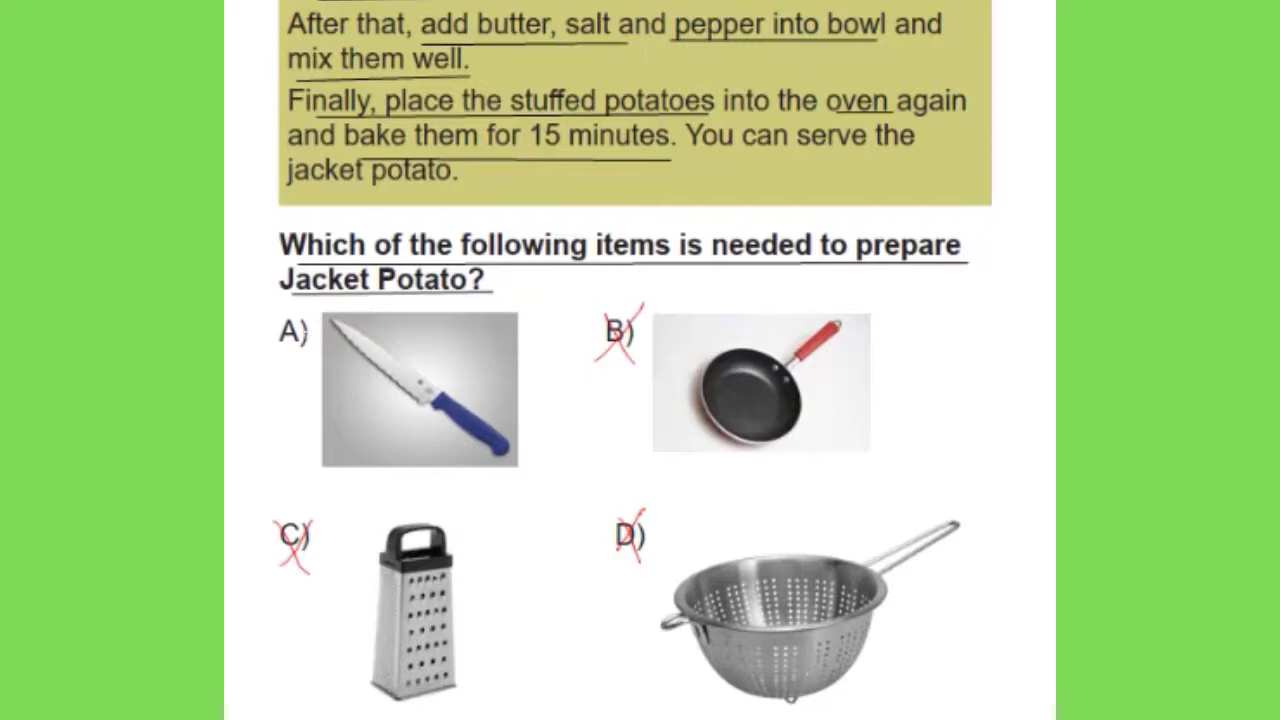 After that, add butter, salt and pepper into bowl and
mix them well.
Finally, place the stuffed potatoes into the oven again
and bake them for 15 minutes. You can serve the
jacket potato.
Which of the following items is needed to prepare
Jacket Potato?
A)
B)
C)
D)